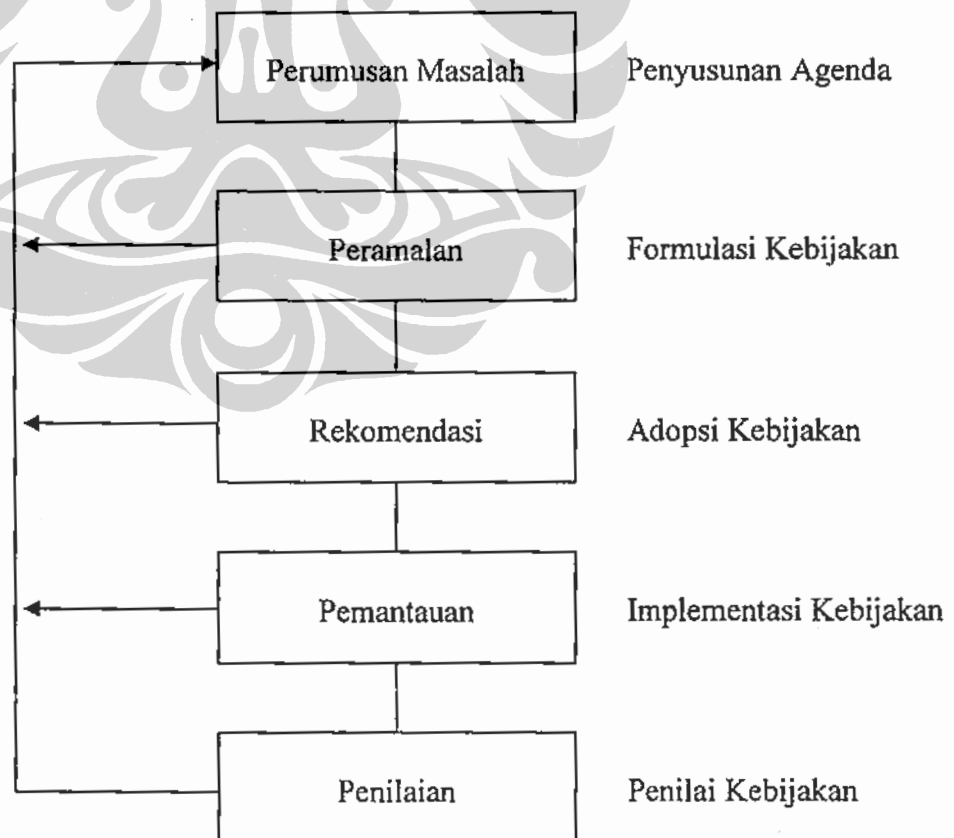 Perumusan Masalah Penyusunan Agenda
Peramalan Formulasi Kebijakan
Rekomendasi Adopsi Kebijakan
Pemantauan Implementasi Kebijakan
Penilaian Penilai Kebijakan